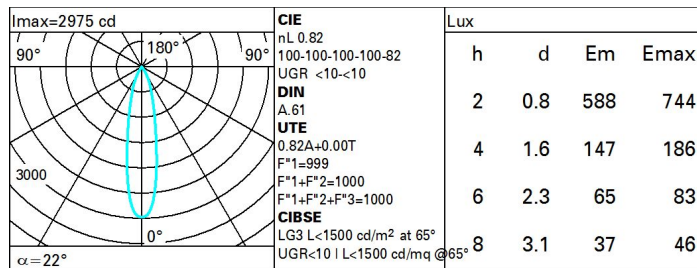 Imax=2975 cd
90°
180°
90°
3000
0°
α=22°
CIE
nL 0.82
100-100-100-100-82
UGR <10-<10
DIN
A.61
UTE
0.82A+0.00T
F"1=999
F"1+F"2=1000
F"1+F"2+F"3=1000
CIBSE
LG3 L<1500 cd/m² at 65°
UGR<10 | L<1500 cd/mq @65°
Lux
h d Em Emax
2 0.8 588 744
4 1.6 147 186
6 2.3 65 83
8 3.1 37 46